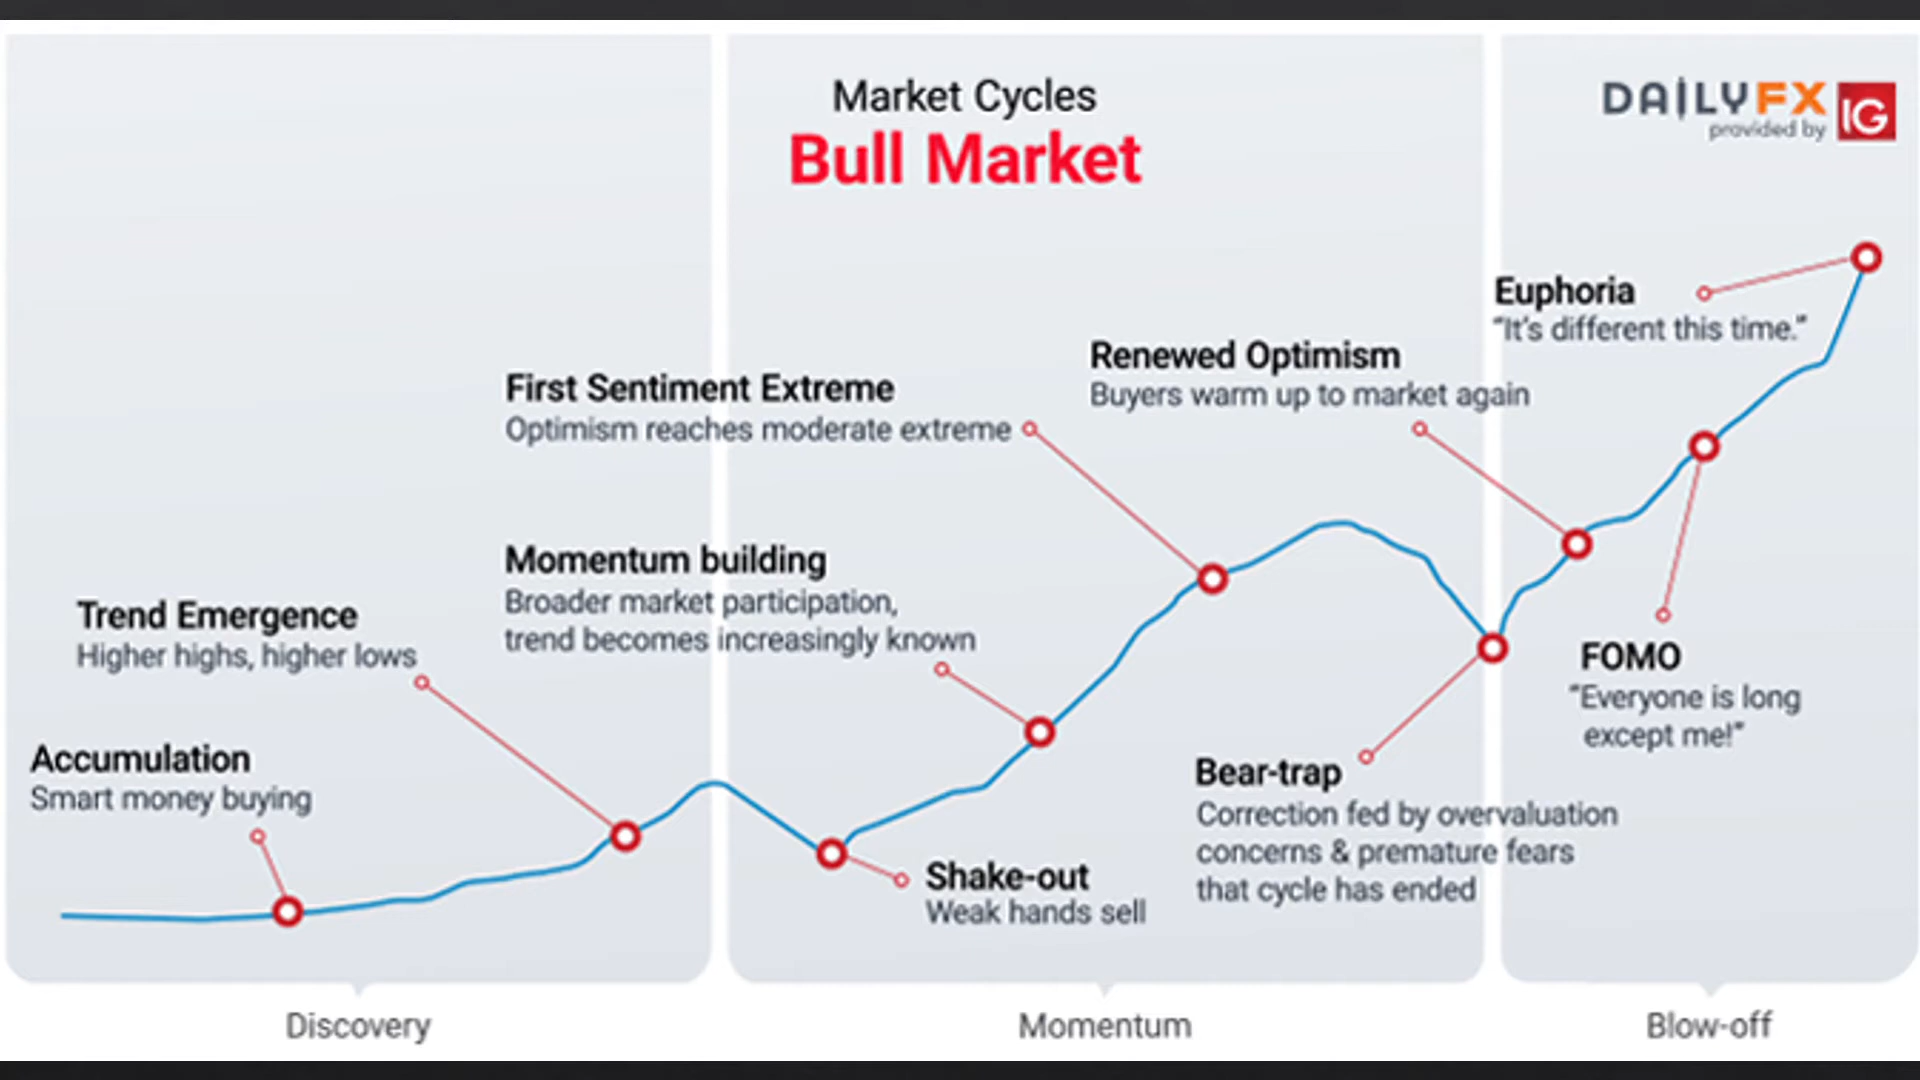 Market Cycles
Bull Market
DAILYFX
provided by IG
Euphoria
“It's different this time.”
Renewed Optimism
Buyers warm up to market again
First Sentiment Extreme
Optimism reaches moderate extreme
Momentum building
Broader market participation,
trend becomes increasingly known
Trend Emergence
Higher highs, higher lows
Accumulation
Smart money buying
Shake-out
Weak hands sell
Bear-trap
Correction fed by overvaluation
concerns & premature fears
that cycle has ended
FOMO
“Everyone is long
except me!”
Discovery
Momentum
Blow-off